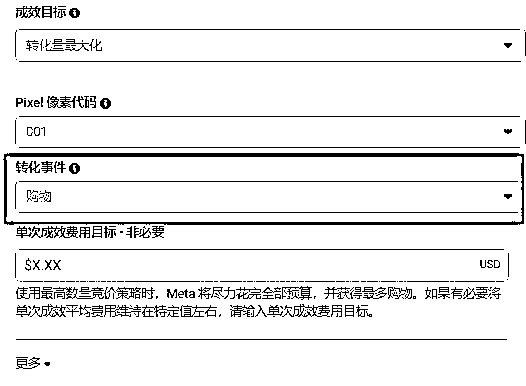 成效目标
转化量最大化
Pixel 像素代码
C01
转化事件
购物
单次成效费用目标 - 非必要
$X.XX USD
使用最高数量竞价策略时，Meta 将尽力花完全部预算，并获得最多购物。如果有必要将
单次成效平均费用维持在特定值左右，请输入单次成效费用目标。
更多